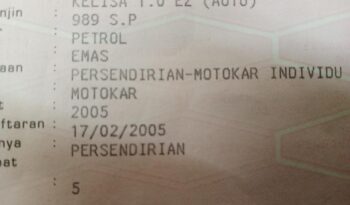 njin : KELISA 1.0 EZ (AUTO)
: 989 S.P
: PETROL
: EMAS
aan : PERSENDIRIAN-MOTOKAR INDIVIDU
t : MOTOKAR
: 2005
ftaran : 17/02/2005
nya : PERSENDIRIAN
at
: 5